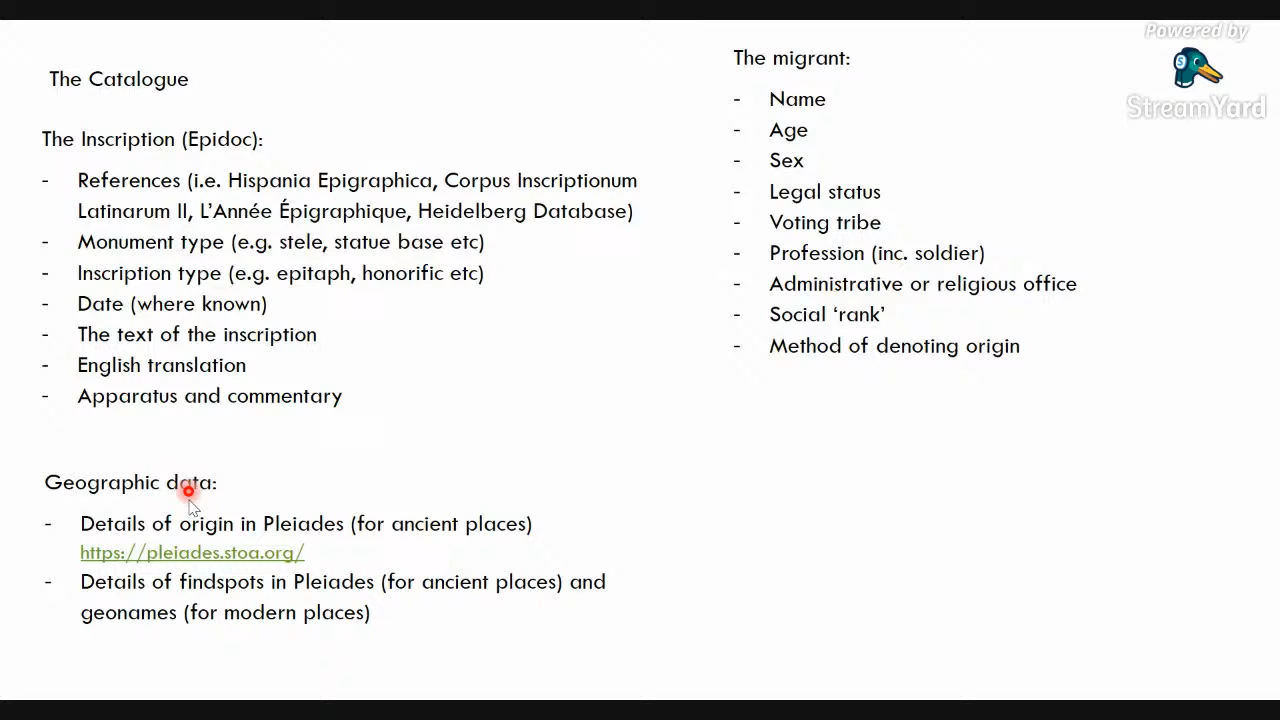 The Catalogue
The Inscription (Epidoc):
- References (i.e. Hispania Epigraphica, Corpus Inscriptionum
Latinarum II, L’Année Épigraphique, Heidelberg Database)
- Monument type (e.g. stele, statue base etc)
- Inscription type (e.g. epitaph, honorific etc)
- Date (where known)
- The text of the inscription
- English translation
- Apparatus and commentary
Geographic data:
- Details of origin in Pleiades (for ancient places)
https://pleiades.stoa.org/
- Details of findspots in Pleiades (for ancient places) and
geonames (for modern places)
The migrant:
- Name
- Age
- Sex
- Legal status
- Voting tribe
- Profession (inc. soldier)
- Administrative or religious office
- Social ‘rank’
- Method of denoting origin
Powered by
S
StreamYard